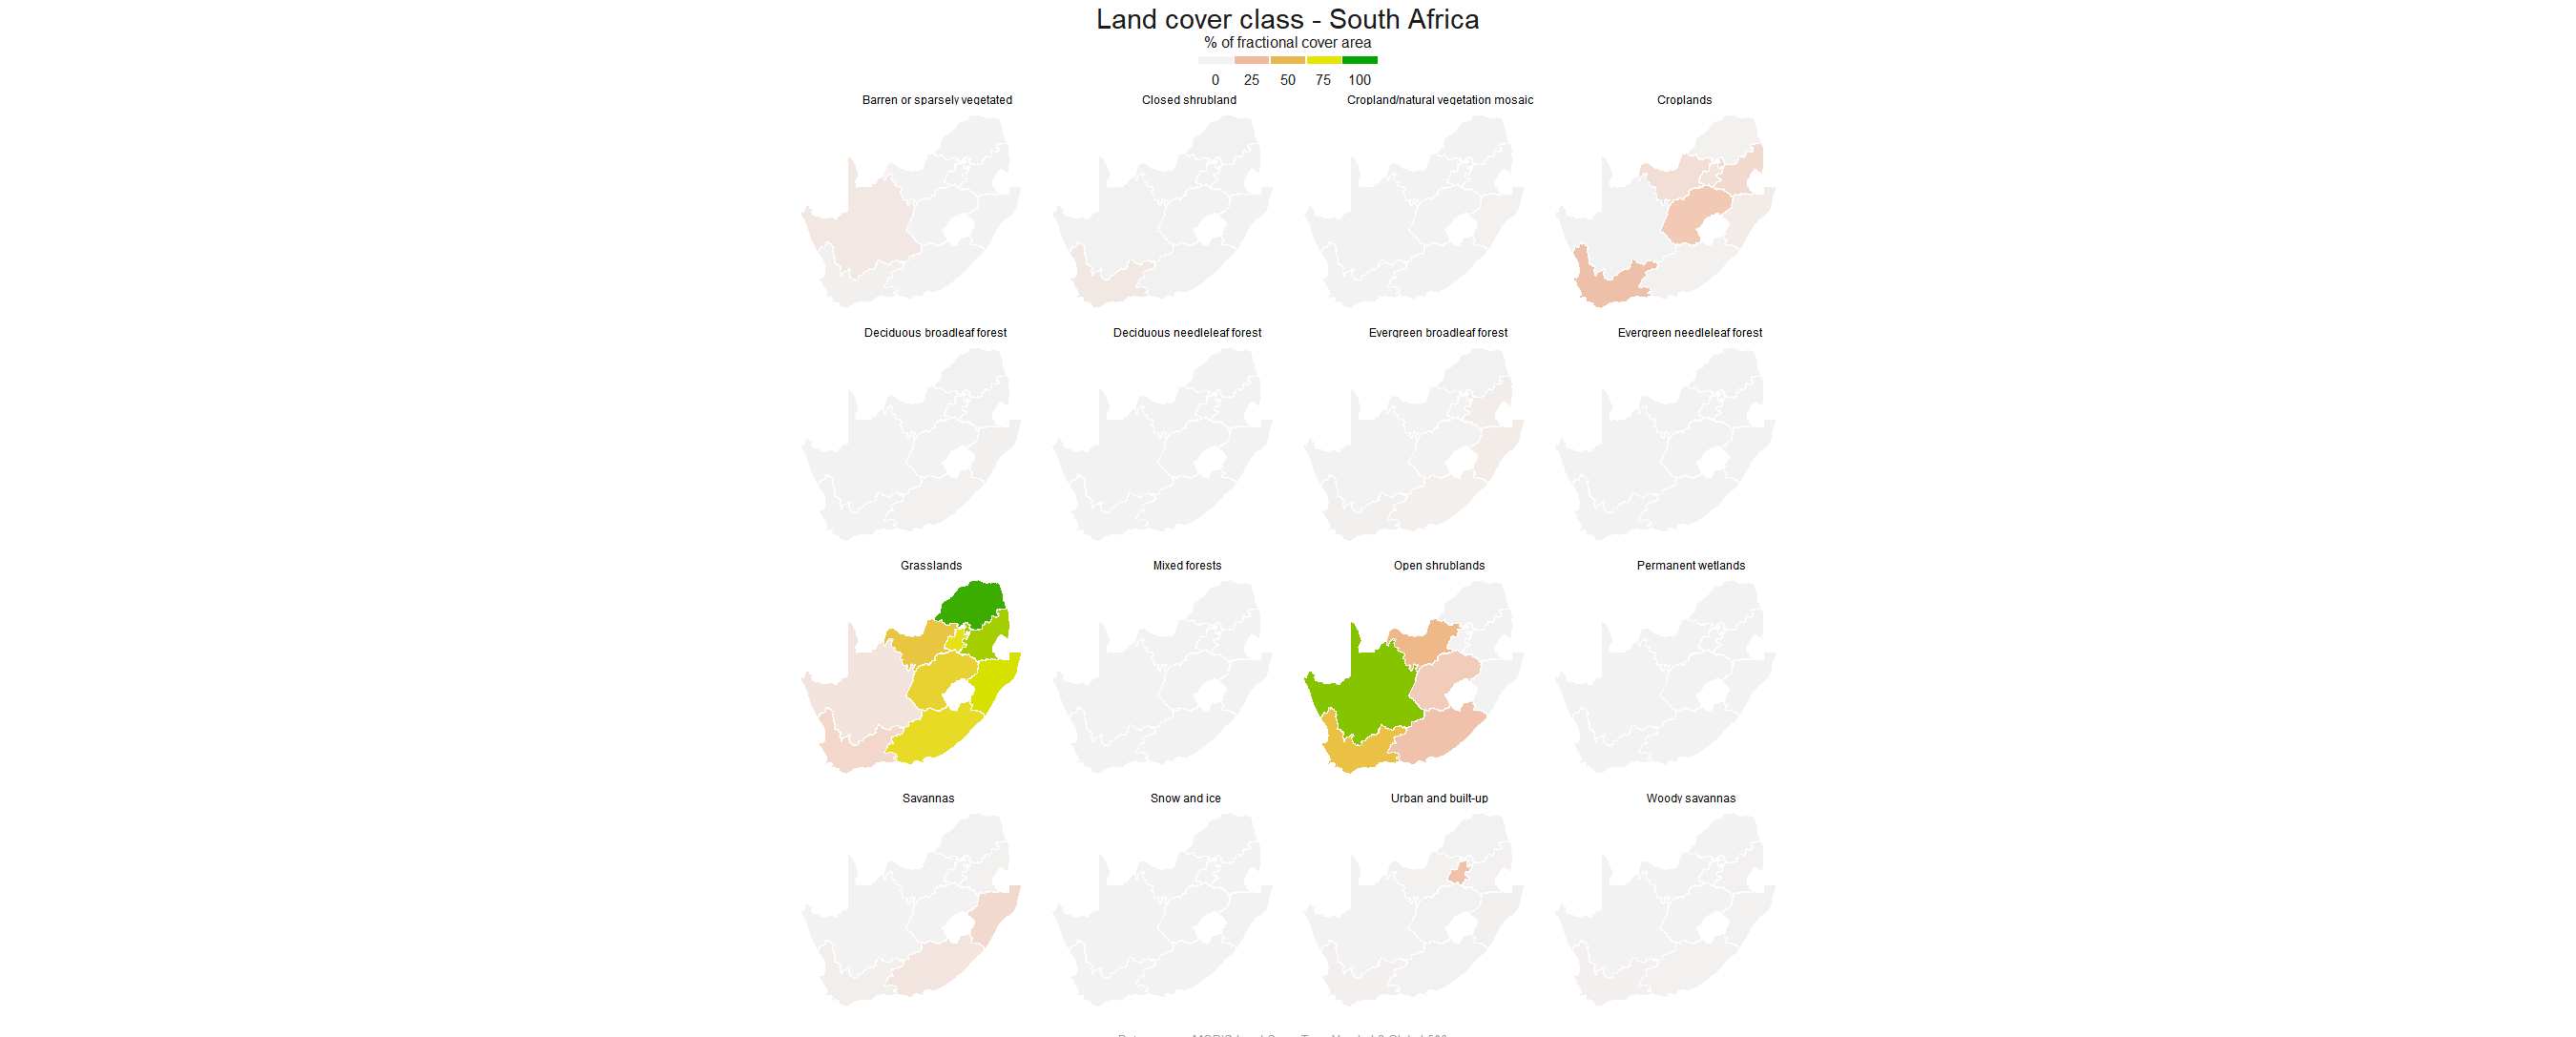 Land cover class - South Africa
% of fractional cover area
0 25 50 75 100
Barren or sparsely vegetated
Closed shrubland
Cropland/natural vegetation mosaic
Croplands
Deciduous broadleaf forest
Deciduous needleleaf forest
Evergreen broadleaf forest
Evergreen needleleaf forest
Grasslands
Mixed forests
Open shrublands
Permanent wetlands
Savannas
Snow and ice
Urban and built-up
Woody savannas